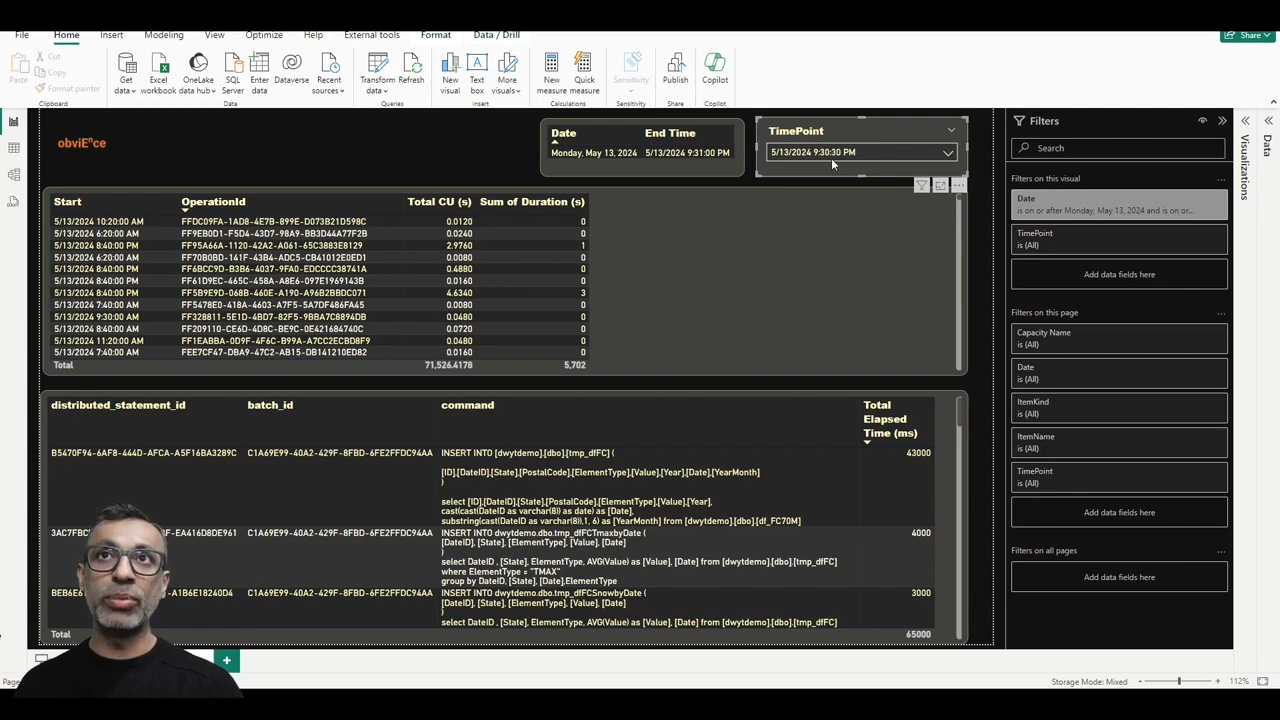 File Home Insert Modeling View Optimize Help External tools Format Data / Drill
Share
Paste
Cut
Copy
Format painter
Get data
Excel workbook
OneLake data hub
SQL Server
Enter data
Dataverse
Recent sources
Transform data
Refresh
New visual
Text box
More visuals
New measure
Quick measure
Sensitivity
Publish
Copilot
Clipboard Data Queries Insert Calculations Sensitivity Share Copilot
obviEⁿce
Date End Time
Monday, May 13, 2024 5/13/2024 9:31:00 PM
TimePoint
5/13/2024 9:30:30 PM
Start OperationId Total CU (s) Sum of Duration (s)
5/13/2024 10:20:00 AM FFDC09FA-1AD8-4E7B-899E-D073B21D598C 0.0120 0
5/13/2024 6:20:00 AM FF9EB0D1-F5D4-43D7-98A9-BB3D44A77F2B 0.0240 0
5/13/2024 8:40:00 PM FF95A66A-1120-42A2-A061-65C3883E8129 2.9760 1
5/13/2024 6:20:00 AM FF70B0BD-141F-43B4-ADC5-CB41012E0ED1 0.0080 0
5/13/2024 8:40:00 PM FF6BCC9D-B3B6-4037-9FA0-EDCCCC38741A 0.4880 0
5/13/2024 8:40:00 PM FF61D9EC-465C-458A-A8E6-097E1969143B 0.0160 0
5/13/2024 8:40:00 PM FF5B9E9D-068B-460E-A190-A96B2BBDC071 4.6340 3
5/13/2024 7:40:00 AM FF5478E0-418A-4603-A7F5-5A7DF486FA45 0.0080 0
5/13/2024 9:30:00 AM FF328811-5E1D-4BD7-82F5-9BBA7C8894DB 0.0480 0
5/13/2024 8:40:00 AM FF209110-CE6D-4D8C-BE9C-0E421684740C 0.0720 0
5/13/2024 11:20:00 AM FF1EABBA-0D9F-4F6C-B99A-A7CC2ECBD8F9 0.0480 0
5/13/2024 7:40:00 AM FEE7CF47-DBA9-47C2-AB15-DB141210ED82 0.0160 0
Total 71,526.4178 5,702
distributed_statement_id batch_id command Total Elapsed Time (ms)
B5470F94-6AF8-444D-AFCA-A5F16BA3289C C1A69E99-40A2-429F-8FBD-6FE2FFDC94AA INSERT INTO [dwytdemo].[dbo].[tmp_dfFC] ( 43000
[ID],[DateID],[State],[PostalCode],[ElementType],[Value],[Year],[Date],[YearMonth]
)
select [ID],[DateID],[State],[PostalCode],[ElementType],[Value],[Year],
cast(cast(DateID as varchar(8)) as date) as [Date],
substring(cast(DateID as varchar(8)),1, 6) as [YearMonth] from [dwytdemo].[dbo].[df_FC70M]
C1A69E99-40A2-429F-8FBD-6FE2FFDC94AA INSERT INTO dwytdemo.dbo.tmp_dfFCTmaxbyDate ( 4000
[DateID], [State], [ElementType], [Value], [Date]
)
select DateID , [State], ElementType, AVG(Value) as [Value], [Date] from [dwytdemo].[dbo].[tmp_dfFC]
where ElementType = "TMAX"
group by DateID, [State], [Date],ElementType
C1A69E99-40A2-429F-8FBD-6FE2FFDC94AA INSERT INTO dwytdemo.dbo.tmp_dfFCSnowbyDate ( 3000
[DateID], [State], [ElementType], [Value], [Date]
)
select DateID , [State], ElementType, AVG(Value) as [Value], [Date] from [dwytdemo].[dbo].[tmp_dfFC]
Total 65000
Filters
Search
Filters on this visual
Date
is on or after Monday, May 13, 2024 and is on or...
TimePoint
is (All)
Add data fields here
Filters on this page
Capacity Name
is (All)
Date
is (All)
ItemKind
is (All)
ItemName
is (All)
TimePoint
is (All)
Add data fields here
Filters on all pages
Add data fields here
Visualizations
Data
Storage Mode: Mixed
112%